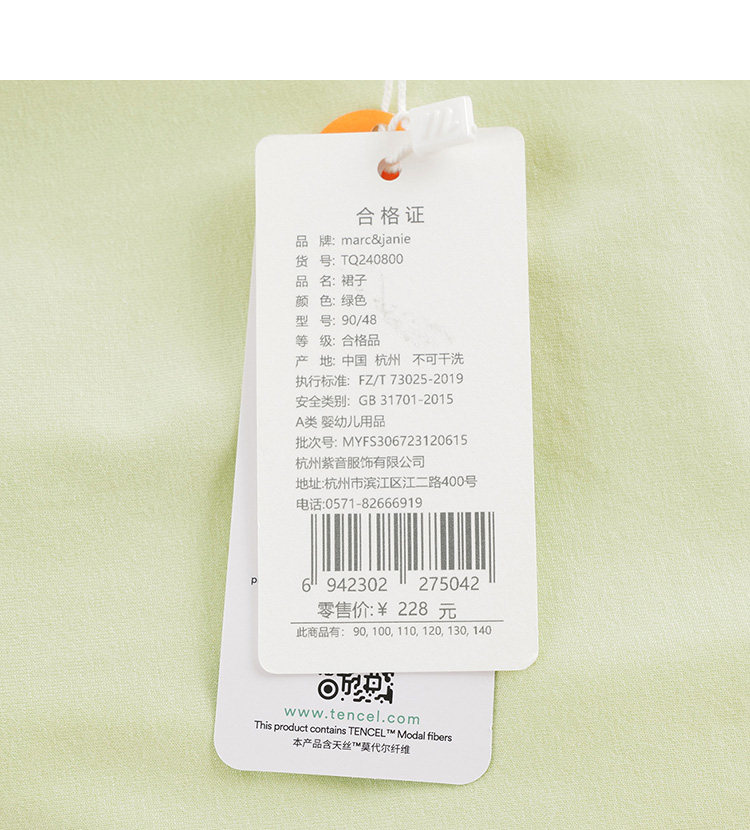 合格证
品 牌: marc&janie
货 号: TQ240800
品 名: 裙子
颜 色: 绿色
型 号: 90/48
等 级: 合格品
产 地: 中国 杭州 不可干洗
执行标准: FZ/T 73025-2019
安全类别: GB 31701-2015
A类 婴幼儿用品
批次号: MYFS306723120615
杭州紫音服饰有限公司
地址:杭州市滨江区江二路400号
电话:0571-82666919
6 942302 275042
零售价:¥ 228 元
此商品有: 90, 100, 110, 120, 130, 140
www.tencel.com
This product contains TENCEL™ Modal fibers
本产品含天丝™莫代尔纤维